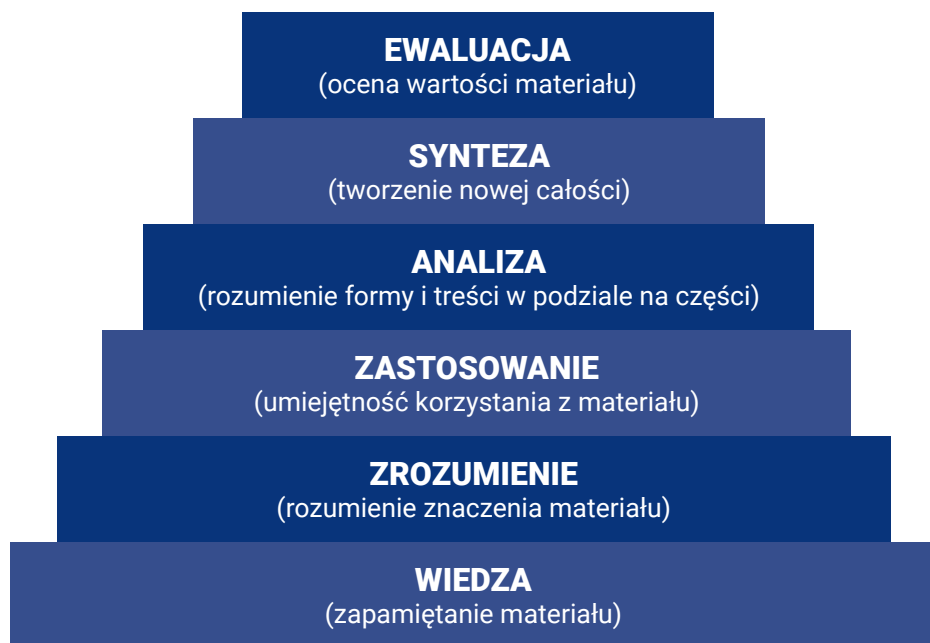 EWALUACJA
(ocena wartości materiału)
SYNTEZA
(tworzenie nowej całości)
ANALIZA
(rozumienie formy i treści w podziale na części)
ZASTOSOWANIE
(umiejętność korzystania z materiału)
ZROZUMIENIE
(rozumienie znaczenia materiału)
WIEDZA
(zapamiętanie materiału)